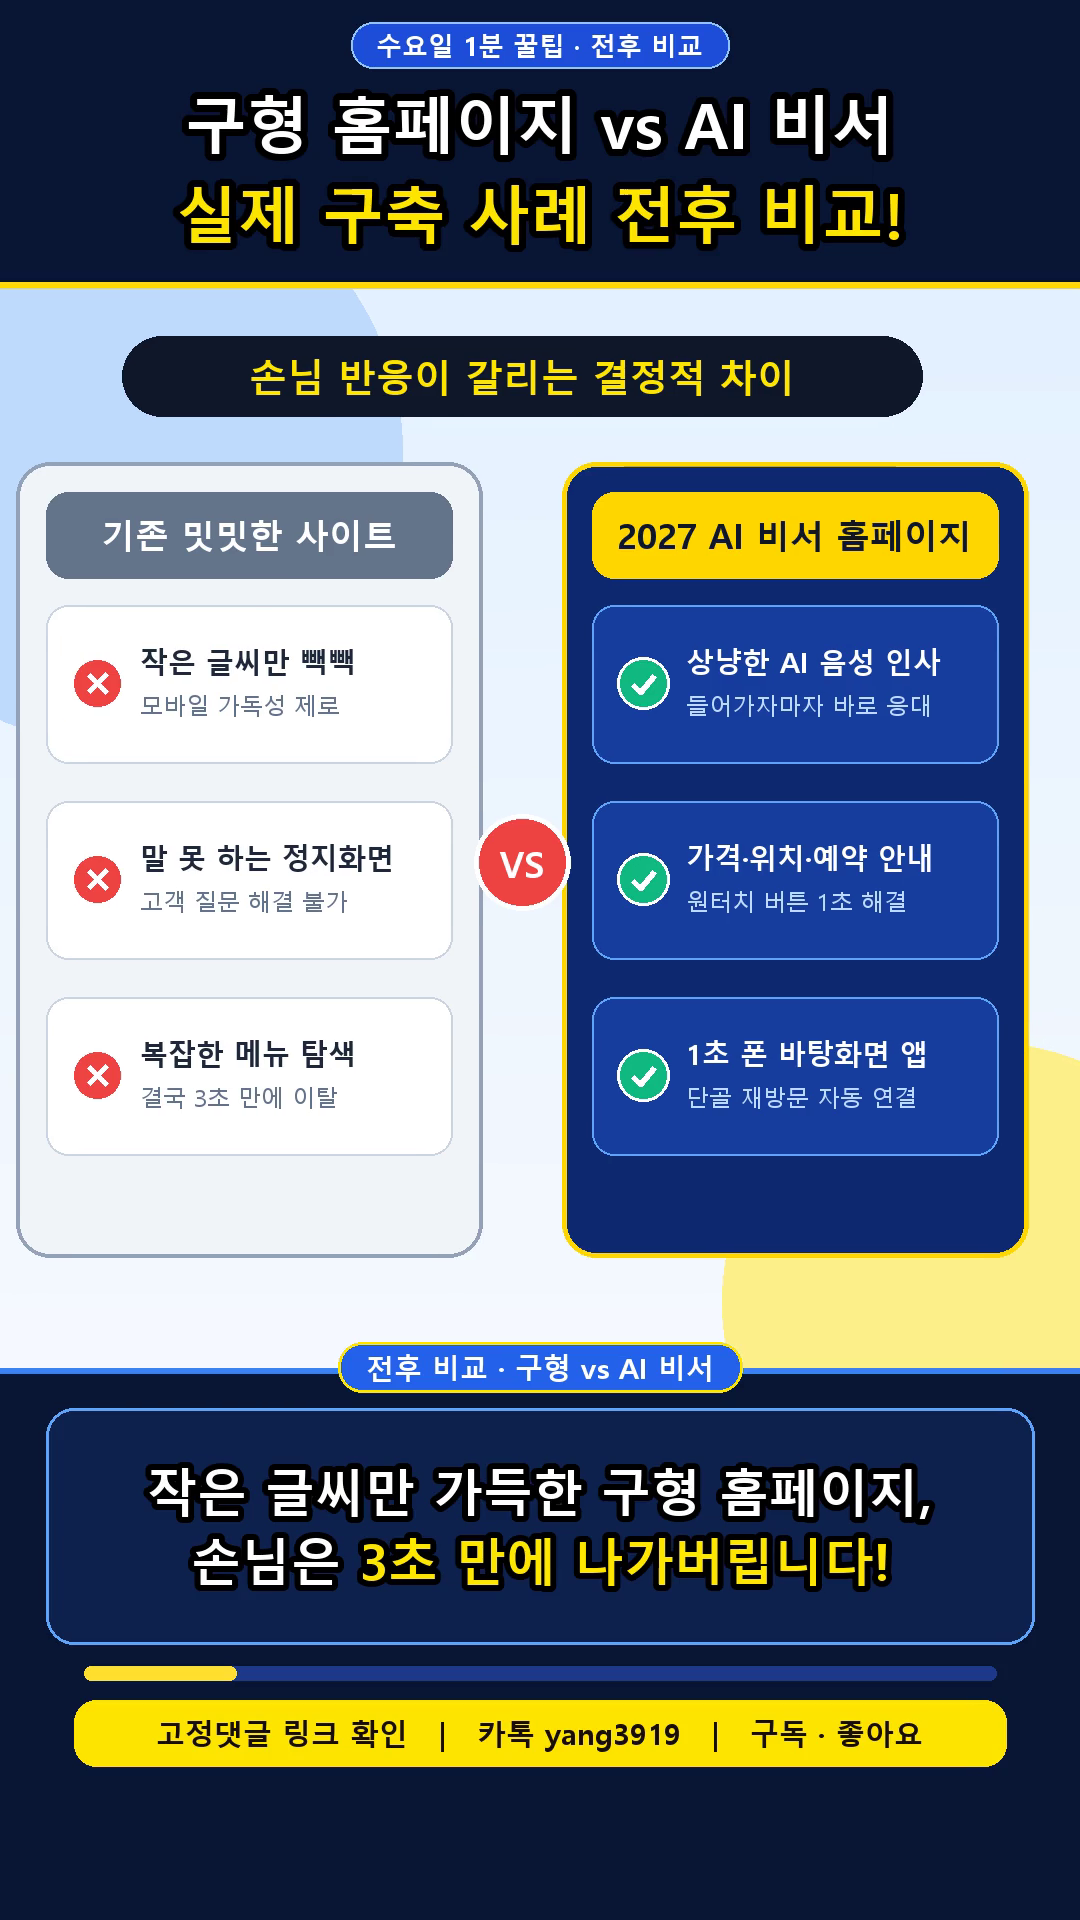 수요일 1분 꿀팁 · 전후 비교
구형 홈페이지 vs AI 비서
실제 구축 사례 전후 비교!
손님 반응이 갈리는 결정적 차이
기존 밋밋한 사이트
작은 글씨만 빽빽
모바일 가독성 제로
말 못 하는 정지화면
고객 질문 해결 불가
복잡한 메뉴 탐색
결국 3초 만에 이탈
VS
2027 AI 비서 홈페이지
상냥한 AI 음성 인사
들어가자마자 바로 응대
가격·위치·예약 안내
원터치 버튼 1초 해결
1초 폰 바탕화면 앱
단골 재방문 자동 연결
전후 비교 · 구형 vs AI 비서
작은 글씨만 가득한 구형 홈페이지,
손님은 3초 만에 나가버립니다!
고정댓글 링크 확인 | 카톡 yang3919 | 구독 · 좋아요